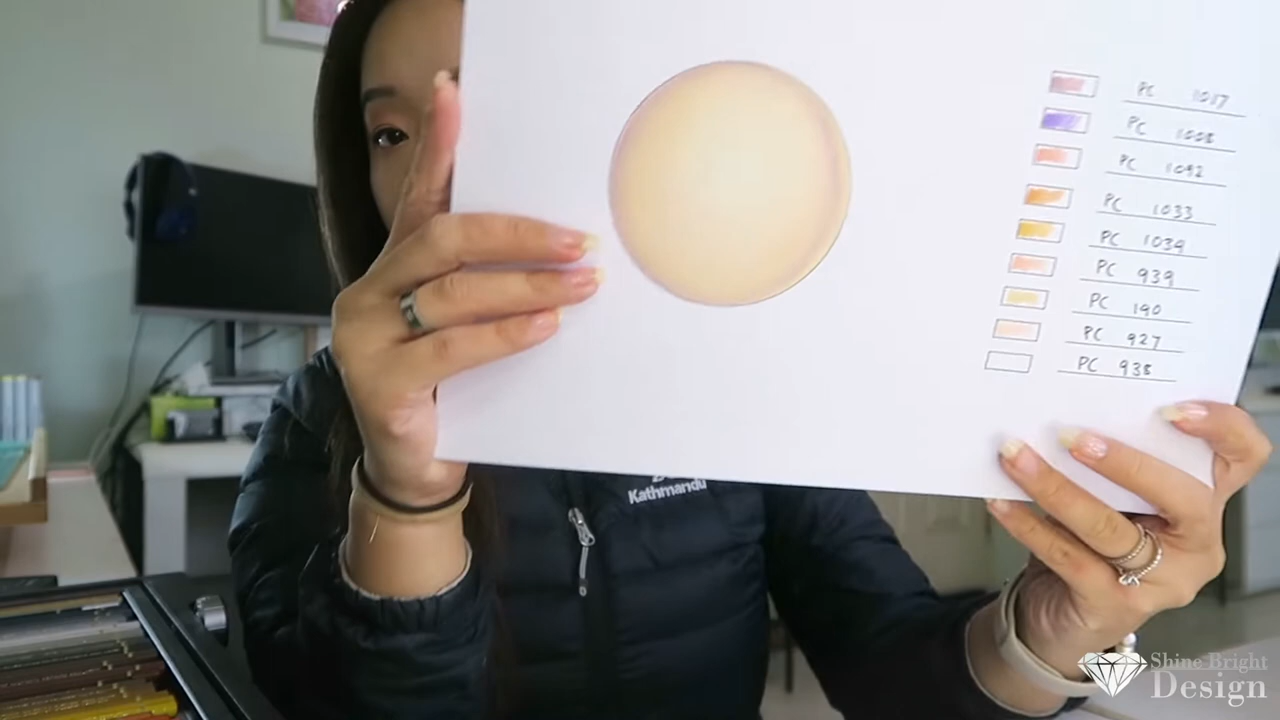 PC 1017
PC 1008
PC 1092
PC 1033
PC 1034
PC 939
PC 140
PC 927
PC 938
Kathmandu
Shine Bright
Design